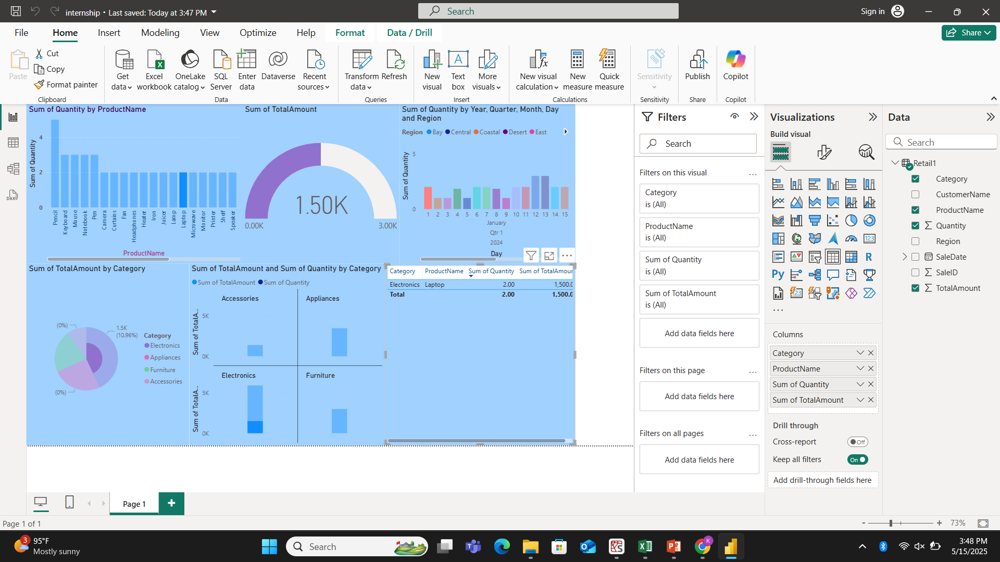 internship • Last saved: Today at 3:47 PM
Search
Sign in
File Home Insert Modeling View Optimize Help Format Data / Drill
Share
Paste
Cut
Copy
Format painter
Clipboard
Get data
Excel workbook
OneLake catalog
SQL Server
Enter data
Dataverse
Recent sources
Data
Transform data
Refresh
Queries
New visual
Text box
More visuals
Insert
New visual calculation
New measure
Quick measure
Calculations
Sensitivity
Sensitivity
Publish
Share
Copilot
Copilot
Sum of Quantity by ProductName
Sum of Quantity
4
2
0
Pencil
Keyboard
Mouse
Notebook
Pen
Camera
Curtains
Fan
Headphones
Heater
Iron
Juicer
Lamp
Laptop
Microwave
Monitor
Printer
Shelf
Speaker
ProductName
Sum of TotalAmount
1.50K
0.00K
3.00K
Sum of Quantity by Year, Quarter, Month, Day
and Region
Region Bay Central Coastal Desert East
Sum of Quantity
5
0
1 2 3 4 5 6 7 8 9 10 11 12 13 14 15
January
Qtr 1
2024
Day
Sum of TotalAmount by Category
(0%)
1.5K
(10.96%)
(0%)
Category
Electronics
Appliances
Furniture
Accessories
Sum of TotalAmount and Sum of Quantity by Category
Sum of TotalAmount Sum of Quantity
Accessories Appliances
Sum of TotalA...
5K
0K
Electronics Furniture
Sum of TotalA...
5K
0K
Category ProductName Sum of Quantity Sum of TotalAmour
Electronics Laptop 2.00 1,500.0
Total 2.00 1,500.0
Filters
Search
Filters on this visual ...
Category
is (All)
ProductName
is (All)
Sum of Quantity
is (All)
Sum of TotalAmount
is (All)
Add data fields here
Filters on this page ...
Add data fields here
Filters on all pages ...
Add data fields here
Visualizations
Build visual
123
R
Py
123
...
Columns
Category
ProductName
Sum of Quantity
Sum of TotalAmount
Drill through
Cross-report Off
Keep all filters On
Add drill-through fields here
Data
Search
Retail1
Category
CustomerName
ProductName
Quantity
Region
SaleDate
SaleID
TotalAmount
Page 1
Page 1 of 1
- + 73%
3
95°F
Mostly sunny
Search
K
3:48 PM
5/15/2025